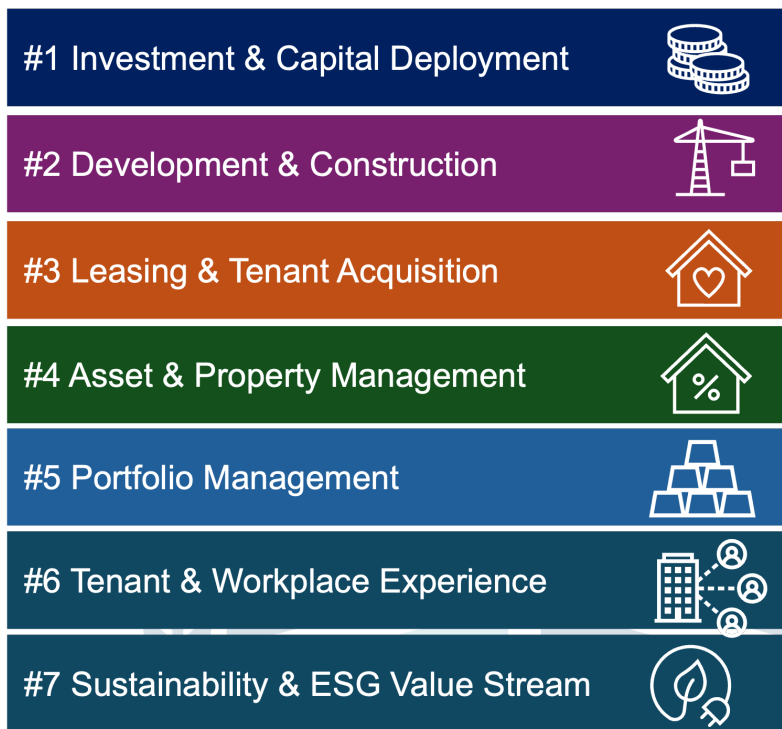 #1 Investment & Capital Deployment
#2 Development & Construction
#3 Leasing & Tenant Acquisition
#4 Asset & Property Management
%
#5 Portfolio Management
#6 Tenant & Workplace Experience
#7 Sustainability & ESG Value Stream